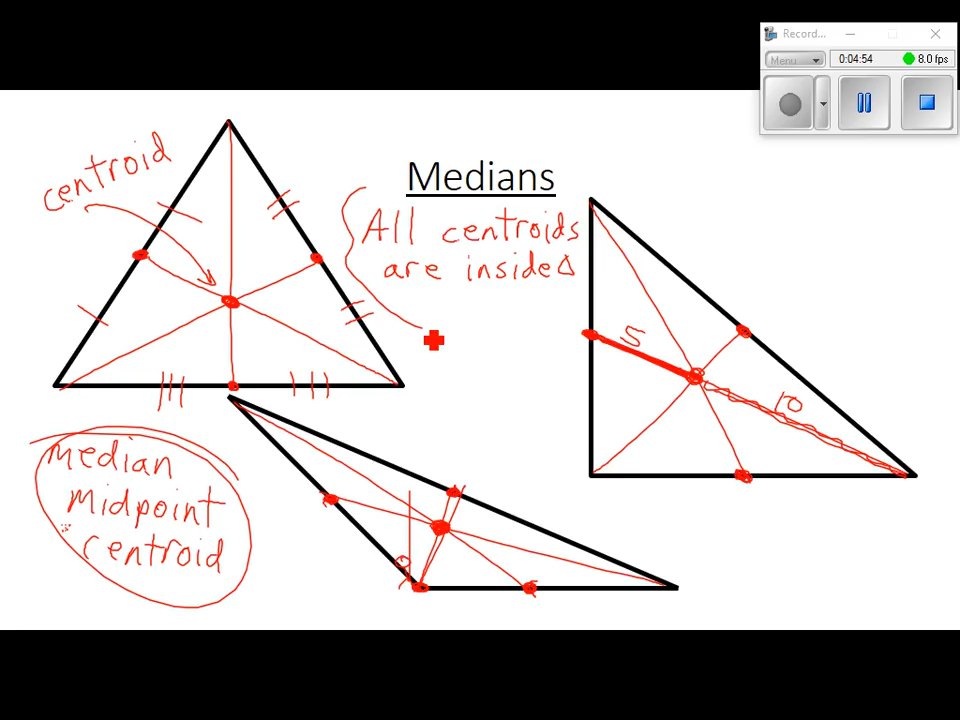 Record...
Menu
0:04:54
8.0 fps
centroid
Medians
All centroids
are inside Δ
5
10
median
Midpoint
centroid